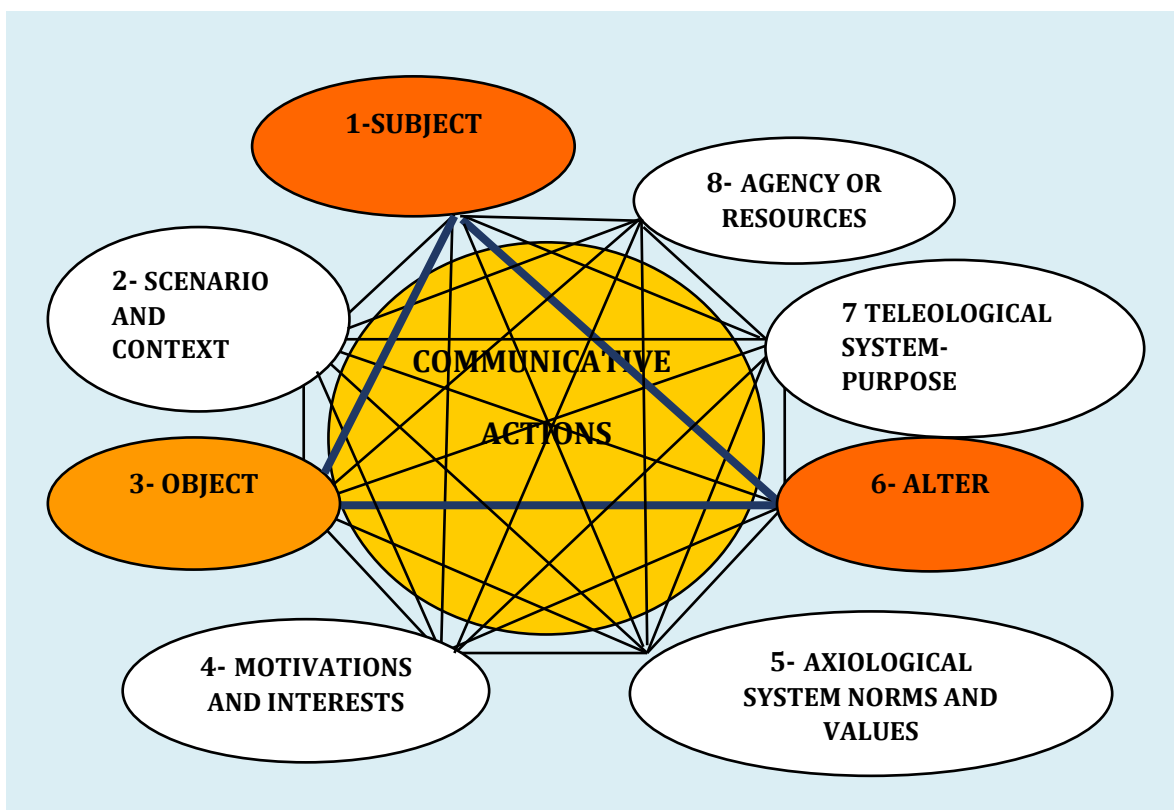 1-SUBJECT
8- AGENCY OR
RESOURCES
2- SCENARIO
AND
CONTEXT
7 TELEOLOGICAL
SYSTEM-
PURPOSE
COMMUNICATIVE
ACTIONS
3- OBJECT
6- ALTER
4- MOTIVATIONS
AND INTERESTS
5- AXIOLOGICAL
SYSTEM NORMS AND
VALUES